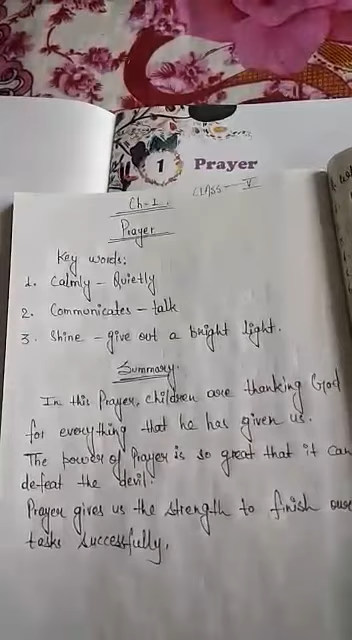 1 Prayer
CLASS - V
Ch-1.
Prayer
Key words:
1. Calmly - Quietly
2. Communicates - talk
3. Shine - give out a bright light.
Summary.
In this Prayer, children are thanking God
for everything that he has given us.
The power of Prayer is so great that it can
defeat the devil.
Prayer gives us the strength to finish our
tasks successfully.